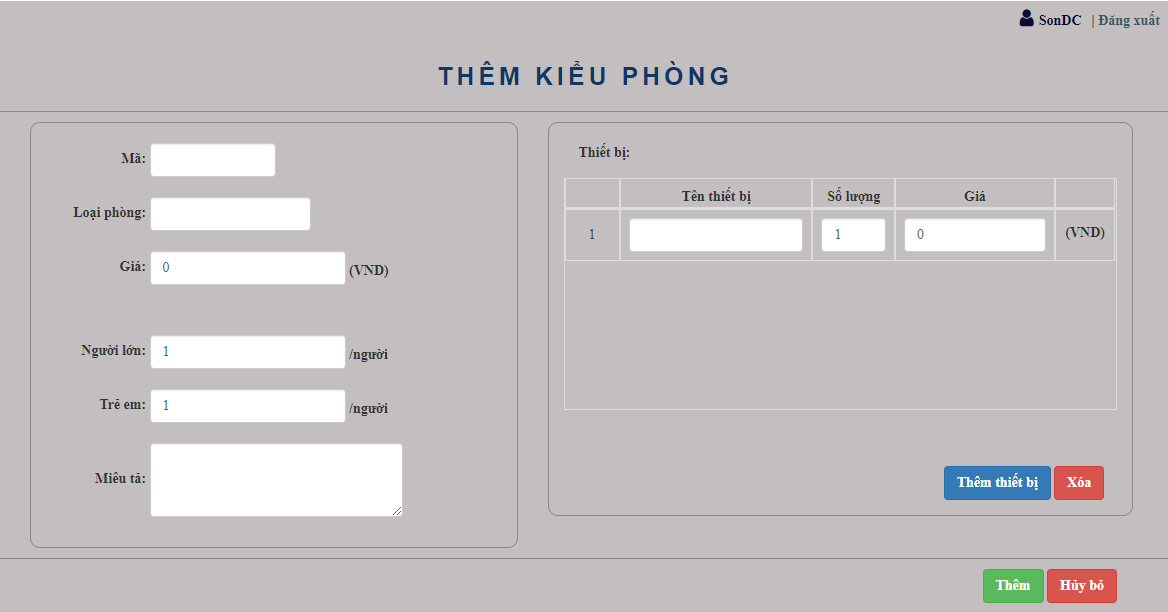 SonDC | Đăng xuất
THÊM KIỂU PHÒNG
Mã:
Loại phòng:
Giá: 0 (VND)
Người lớn: 1 /người
Trẻ em: 1 /người
Miêu tả:
Thiết bị:
Tên thiết bị Số lượng Giá
1 1 0 (VND)
Thêm thiết bị Xóa
Thêm Hủy bỏ